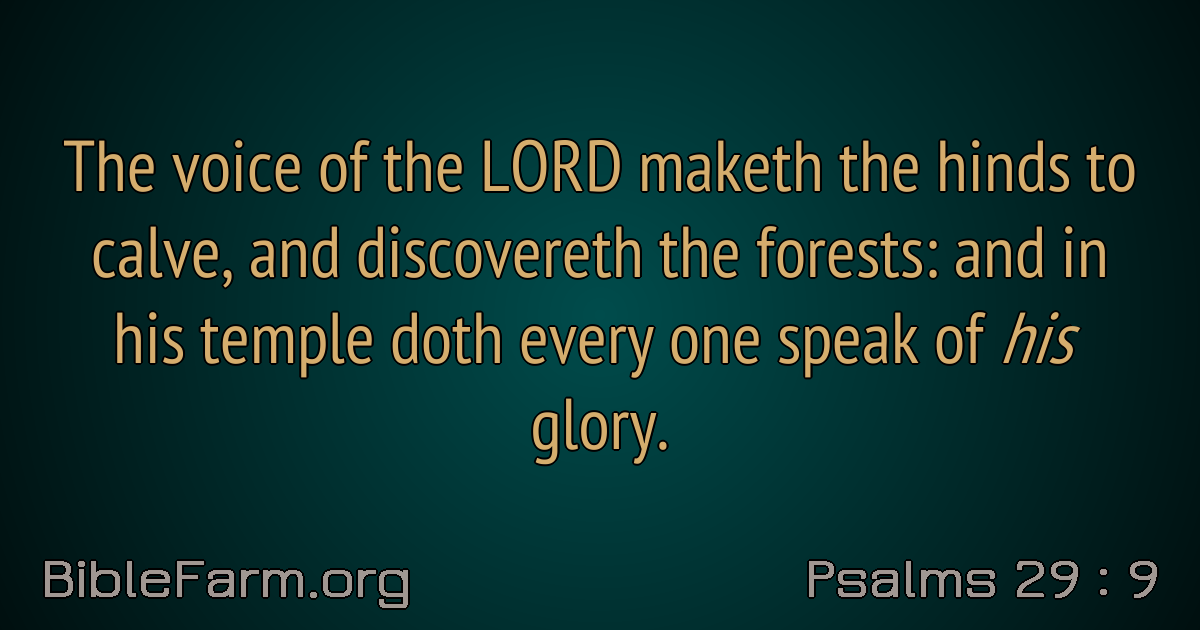 The voice of the LORD maketh the hinds to
calve, and discovereth the forests: and in
his temple doth every one speak of his
glory.
BibleFarm.org
Psalms 29 : 9